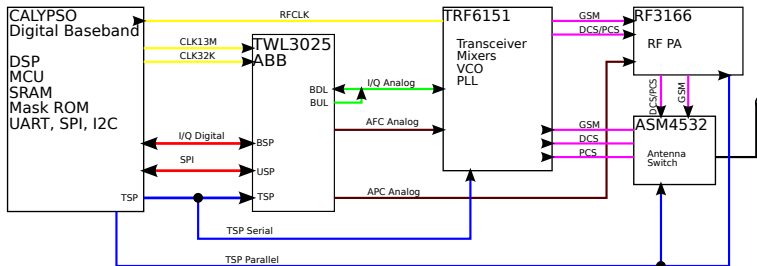 CALYPSO
Digital Baseband
DSP
MCU
SRAM
Mask ROM
UART, SPI, I2C
TSP
RFCLK
CLK13M
CLK32K
I/Q Digital
SPI
TWL3025
ABB
BDL
BUL
BSP
USP
TSP
I/Q Analog
AFC Analog
APC Analog
TSP Serial
TSP Parallel
TRF6151
Transceiver
Mixers
VCO
PLL
GSM
DCS/PCS
RF3166
RF PA
DCS/PCS
GSM
GSM
DCS
PCS
ASM4532
Antenna
Switch